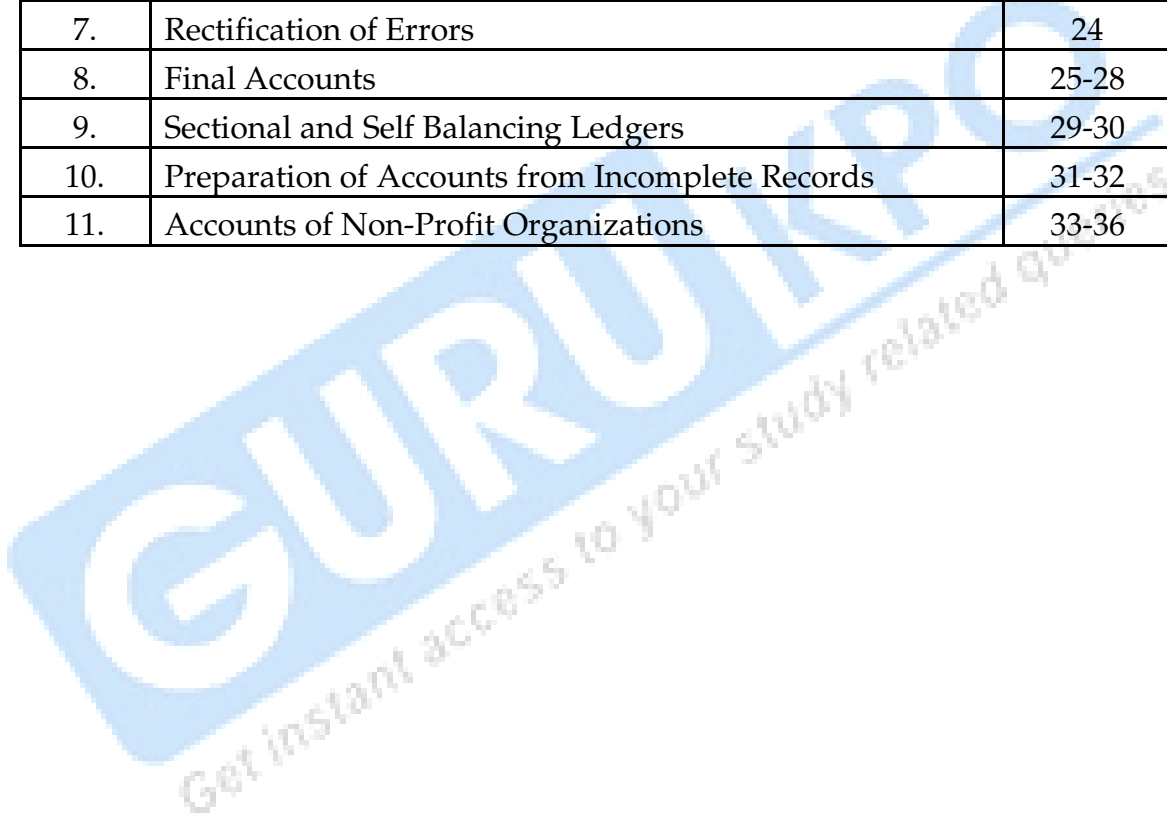 7. Rectification of Errors 24
8. Final Accounts 25-28
9. Sectional and Self Balancing Ledgers 29-30
10. Preparation of Accounts from Incomplete Records 31-32
11. Accounts of Non-Profit Organizations 33-36
GURU KPO
Get instant access to your study related queries